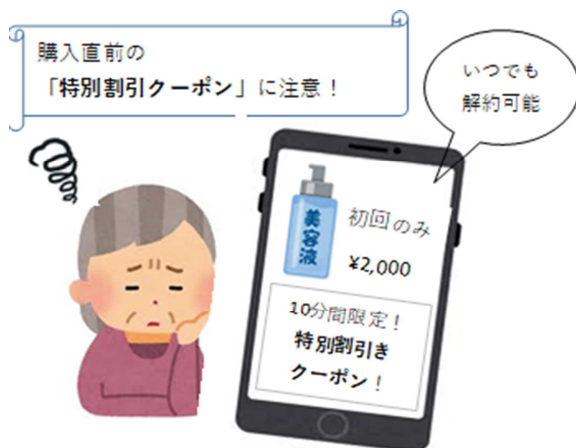 購入直前の
「特別割引クーポン」に注意！
いつでも
解約可能
美容液
初回のみ
¥2,000
10分間限定！
特別割引き
クーポン！